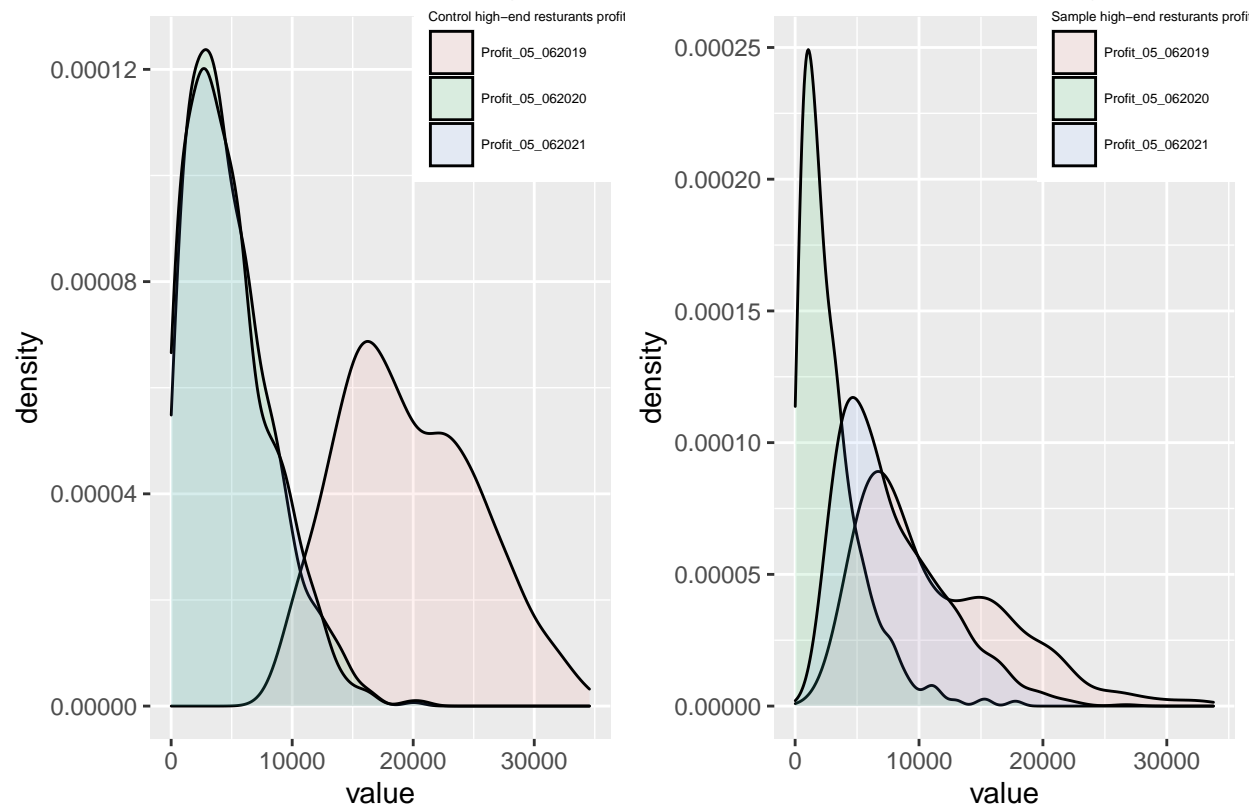 Control high−end resturants profit
Profit_05_062019
Profit_05_062020
Profit_05_062021
0.00012
0.00008
0.00004
0.00000
density
0
10000
20000
30000
value
Sample high−end resturants profit
Profit_05_062019
Profit_05_062020
Profit_05_062021
0.00025
0.00020
0.00015
0.00010
0.00005
0.00000
density
0
10000
20000
30000
value